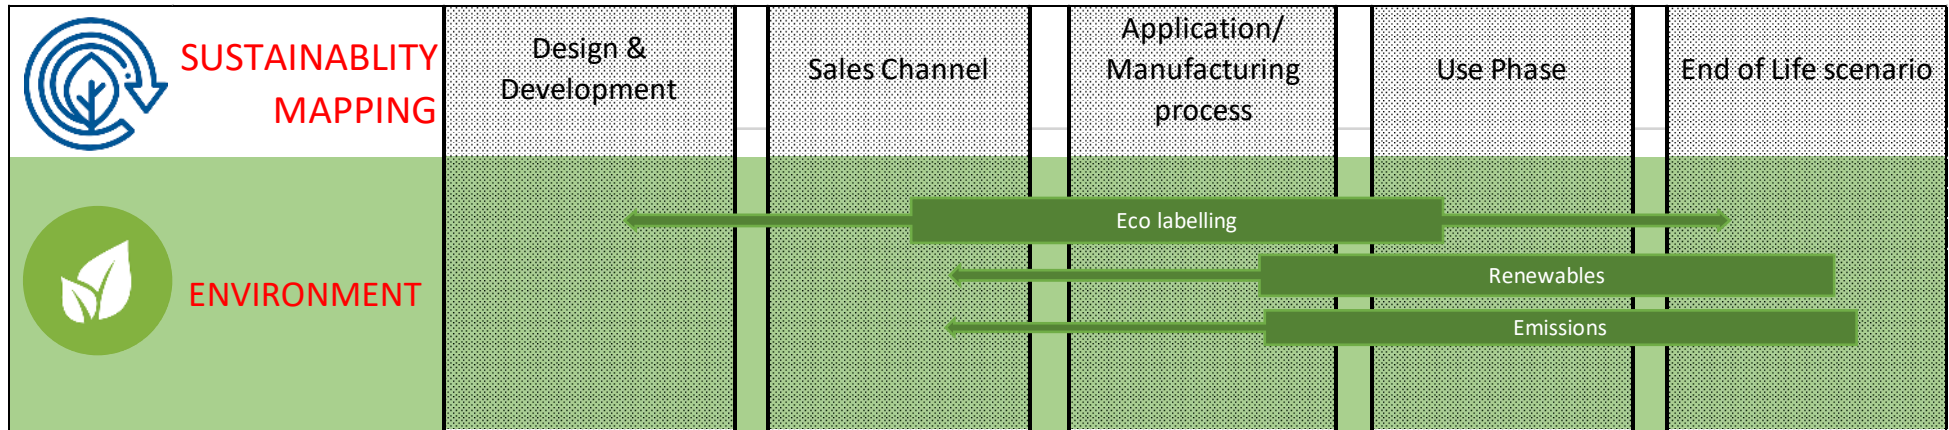 SUSTAINABLITY
MAPPING
Design &
Development
Sales Channel
Application/
Manufacturing
process
Use Phase
End of Life scenario
ENVIRONMENT
Eco labelling
Renewables
Emissions